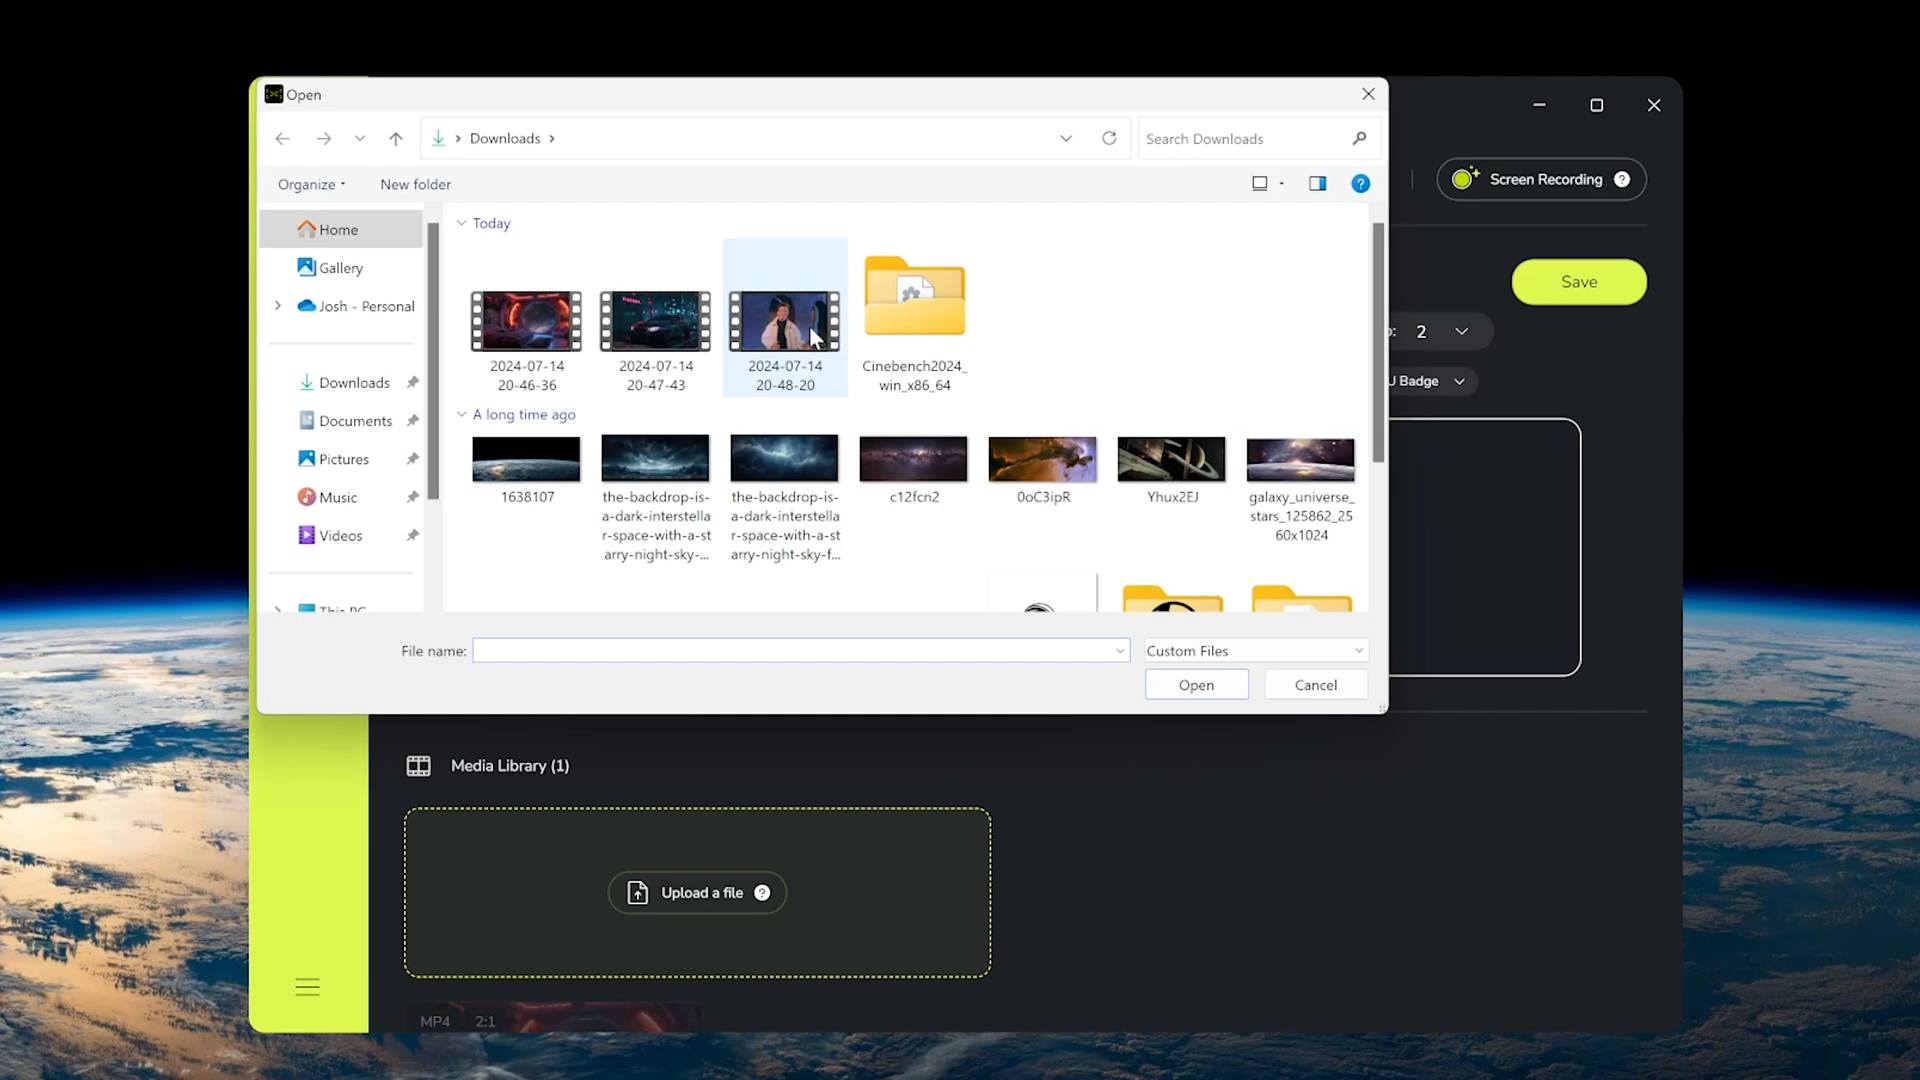 Open
Downloads
Search Downloads
Organize
New folder
Screen Recording ?
Home
Gallery
Josh - Personal
Downloads
Documents
Pictures
Music
Videos
This PC
Today
2024-07-14
20-46-36
2024-07-14
20-47-43
2024-07-14
20-48-20
Cinebench2024_
win_x86_64
A long time ago
1638107
the-backdrop-is-
a-dark-interstella
r-space-with-a-st
arry-night-sky-...
the-backdrop-is-
a-dark-interstella
r-space-with-a-st
arry-night-sky-f...
c12fcn2
0oC3ipR
Yhux2EJ
galaxy_universe_
stars_125862_25
60x1024
Save
2
Badge
File name:
Custom Files
Open
Cancel
Media Library (1)
Upload a file ?
MP4 2:1